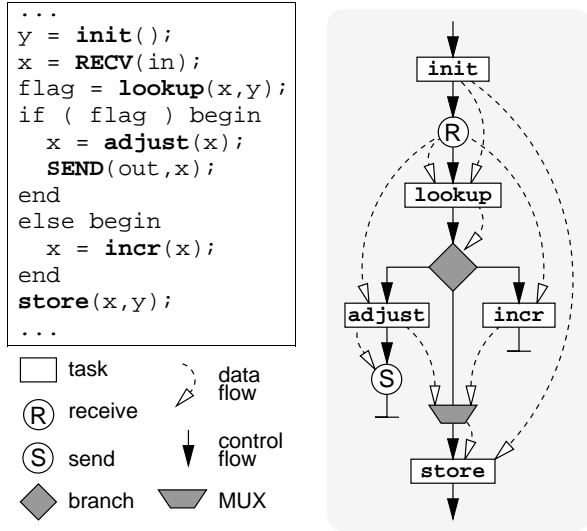 ...
y = init();
x = RECV(in);
flag = lookup(x,y);
if ( flag ) begin
x = adjust(x);
SEND(out,x);
end
else begin
x = incr(x);
end
store(x,y);
...
task
data
flow
R
receive
S
send
control
flow
branch
MUX
init
R
lookup
adjust
incr
S
store